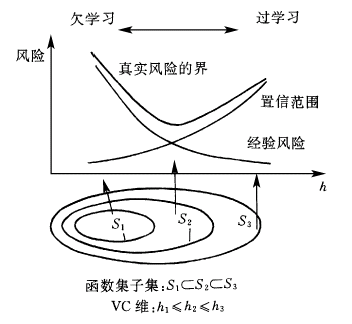 欠学习 过学习
风险
真实风险的界
置信范围
经验风险
h
S₁ S₂ S₃
函数集子集:S₁⊂S₂⊂S₃
VC 维:h₁≤h₂≤h₃